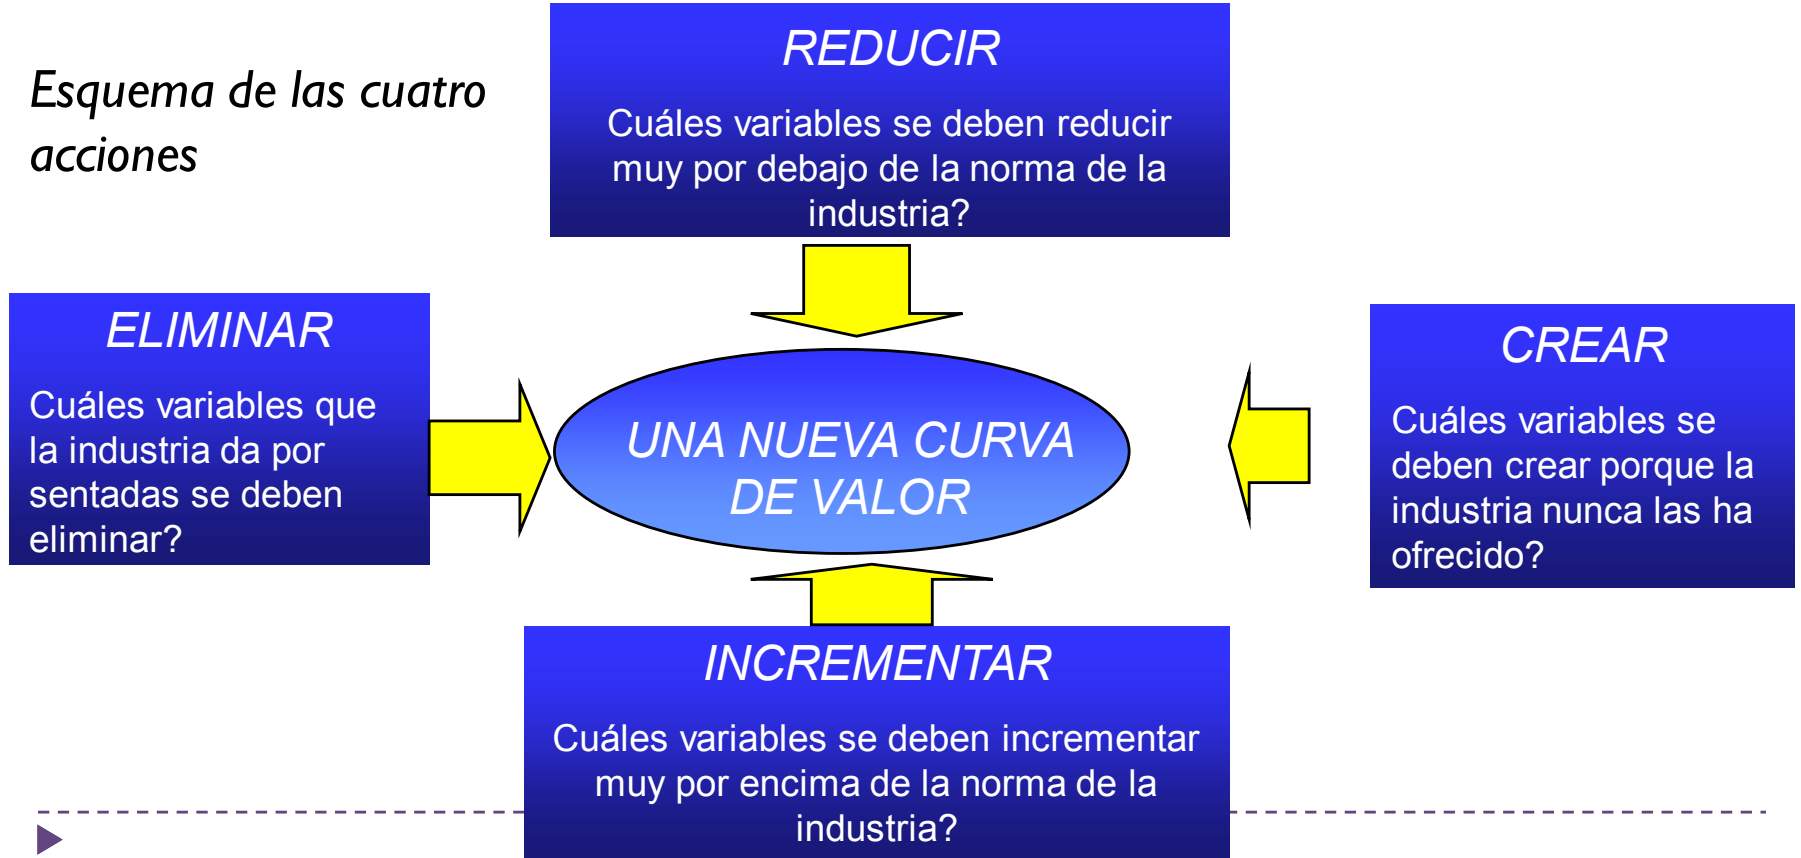 Esquema de las cuatro
acciones
REDUCIR
Cuáles variables se deben reducir
muy por debajo de la norma de la
industria?
ELIMINAR
Cuáles variables que
la industria da por
sentadas se deben
eliminar?
UNA NUEVA CURVA
DE VALOR
CREAR
Cuáles variables se
deben crear porque la
industria nunca las ha
ofrecido?
INCREMENTAR
Cuáles variables se deben incrementar
muy por encima de la norma de la
industria?